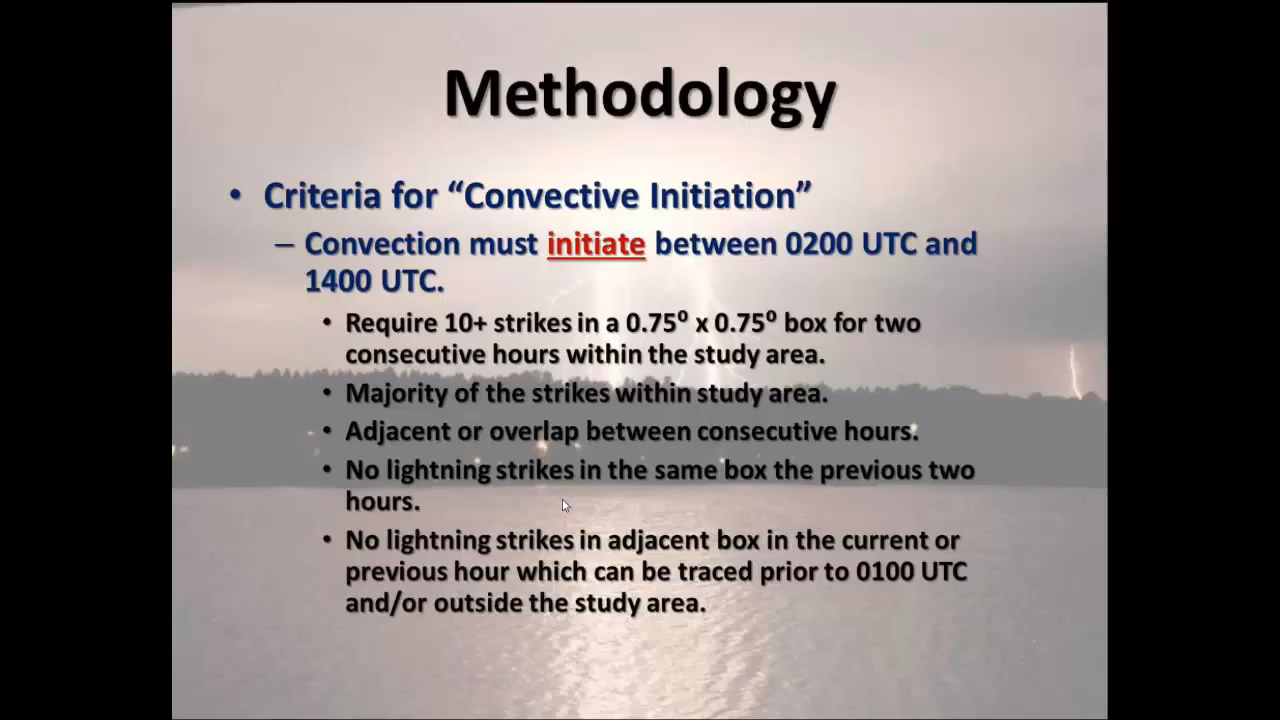 Methodology
• Criteria for “Convective Initiation”
– Convection must initiate between 0200 UTC and
1400 UTC.
• Require 10+ strikes in a 0.75⁰ x 0.75⁰ box for two
consecutive hours within the study area.
• Majority of the strikes within study area.
• Adjacent or overlap between consecutive hours.
• No lightning strikes in the same box the previous two
hours.
• No lightning strikes in adjacent box in the current or
previous hour which can be traced prior to 0100 UTC
and/or outside the study area.